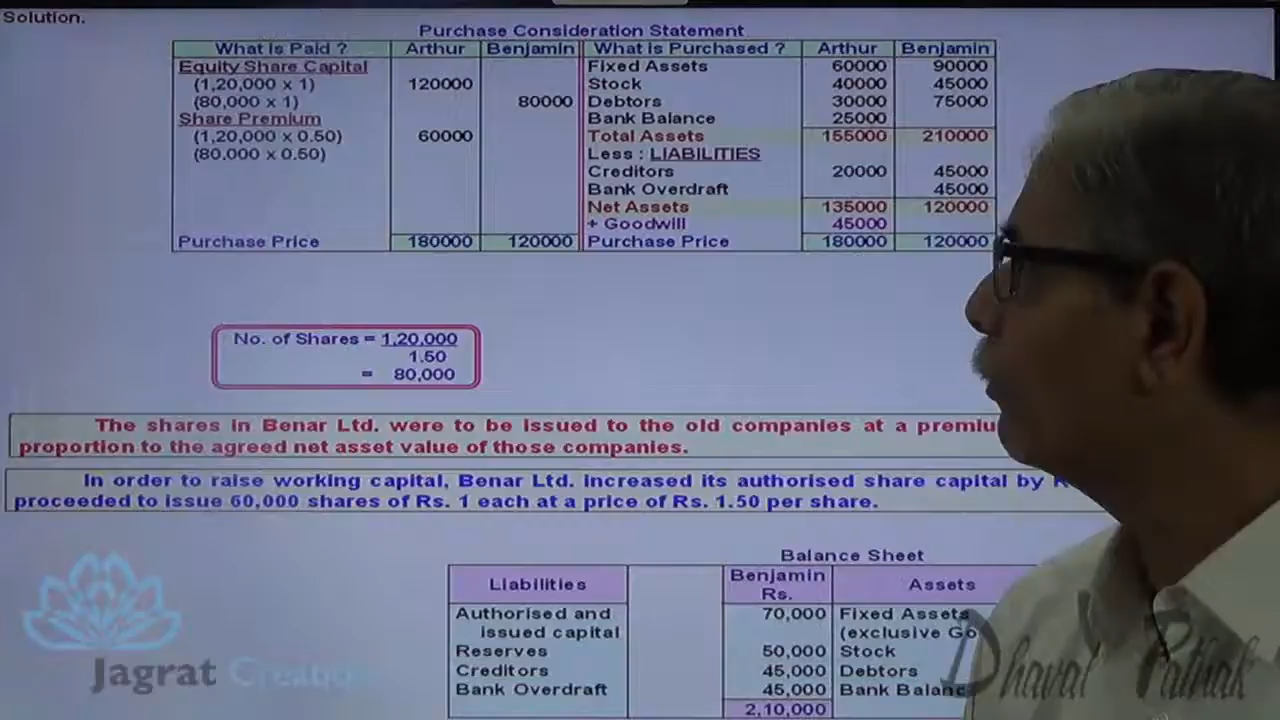 Solution.
Purchase Consideration Statement
What is Paid ? Arthur Benjamin What is Purchased ? Arthur Benjamin
Equity Share Capital Fixed Assets 60000 90000
(1,20,000 x 1) 120000 Stock 40000 45000
(80,000 x 1) 80000 Debtors 30000 75000
Share Premium Bank Balance 25000
(1,20,000 x 0.50) 60000 Total Assets 155000 210000
(80.000 x 0.50) Less : LIABILITIES
Creditors 20000 45000
Bank Overdraft 45000
Net Assets 135000 120000
+ Goodwill 45000
Purchase Price 180000 120000 Purchase Price 180000 120000
No. of Shares = 1,20,000
1.50
= 80,000
The shares in Benar Ltd. were to be issued to the old companies at a premiu
proportion to the agreed net asset value of those companies.
In order to raise working capital, Benar Ltd. increased its authorised share capital by R
proceeded to issue 60,000 shares of Rs. 1 each at a price of Rs. 1.50 per share.
Balance Sheet
Liabilities Benjamin Assets
Rs.
Authorised and 70,000 Fixed Assets
issued capital (exclusive Go
Reserves 50,000 Stock
Creditors 45,000 Debtors
Bank Overdraft 45,000 Bank Balanc
2,10,000
Jagrat Creation
Dhaval Pathak